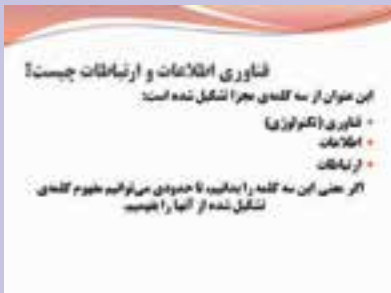 فناوری اطلاعات و ارتباطات چیست؟
این عنوان از سه کلمه‌ی مجزا تشکیل شده است:
- فناوری (تکنولوژی)
• اطلاعات
• ارتباطات
اگر معنی این سه کلمه را بدانیم، تا حدودی می‌توانیم مفهوم کلمه‌ی
تشکیل شده از آنها را بفهمیم.